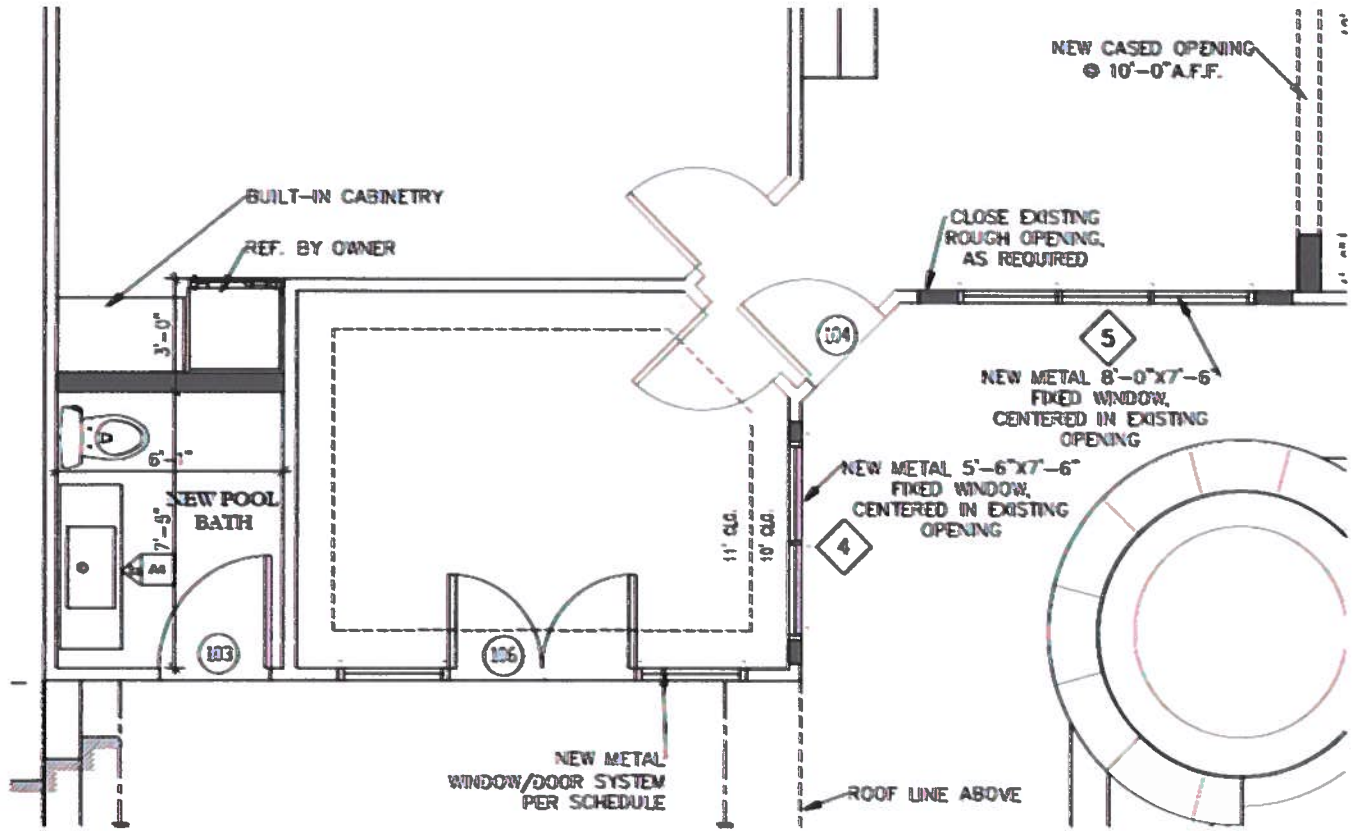 NEW CASED OPENING
@ 10'-0" A.F.F.
BUILT-IN CABINETRY
REF. BY OWNER
CLOSE EXISTING
ROUGH OPENING,
AS REQUIRED
3'-0"
104
5
NEW METAL 8'-0"X7'-6"
FIXED WINDOW,
CENTERED IN EXISTING
OPENING
NEW METAL 5'-6"X7'-6"
FIXED WINDOW,
CENTERED IN EXISTING
OPENING
4
NEW POOL
BATH
7'-9"
A4
11' CLG.
10' CLG.
103
106
NEW METAL
WINDOW/DOOR SYSTEM
PER SCHEDULE
ROOF LINE ABOVE